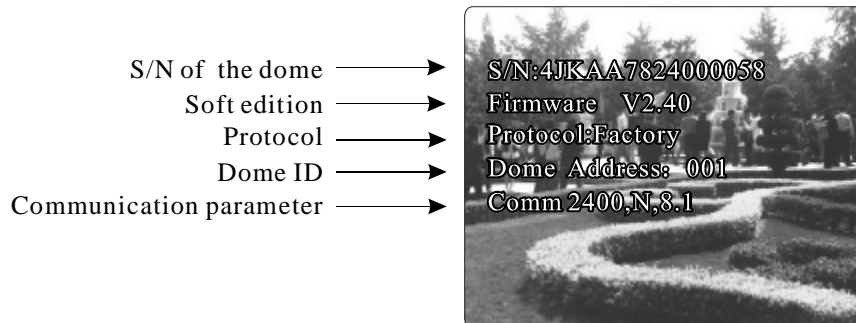 S/N of the dome
Soft edition
Protocol
Dome ID
Communication parameter
S/N:4JKAA7824000058
Firmware V2.40
Protocol:Factory
Dome Address: 001
Comm 2400,N,8.1